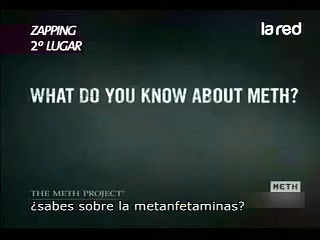 ZAPPING
2º LUGAR
la red
WHAT DO YOU KNOW ABOUT METH?
THE METH PROJECT®
METH
¿sabes sobre la metanfetaminas?